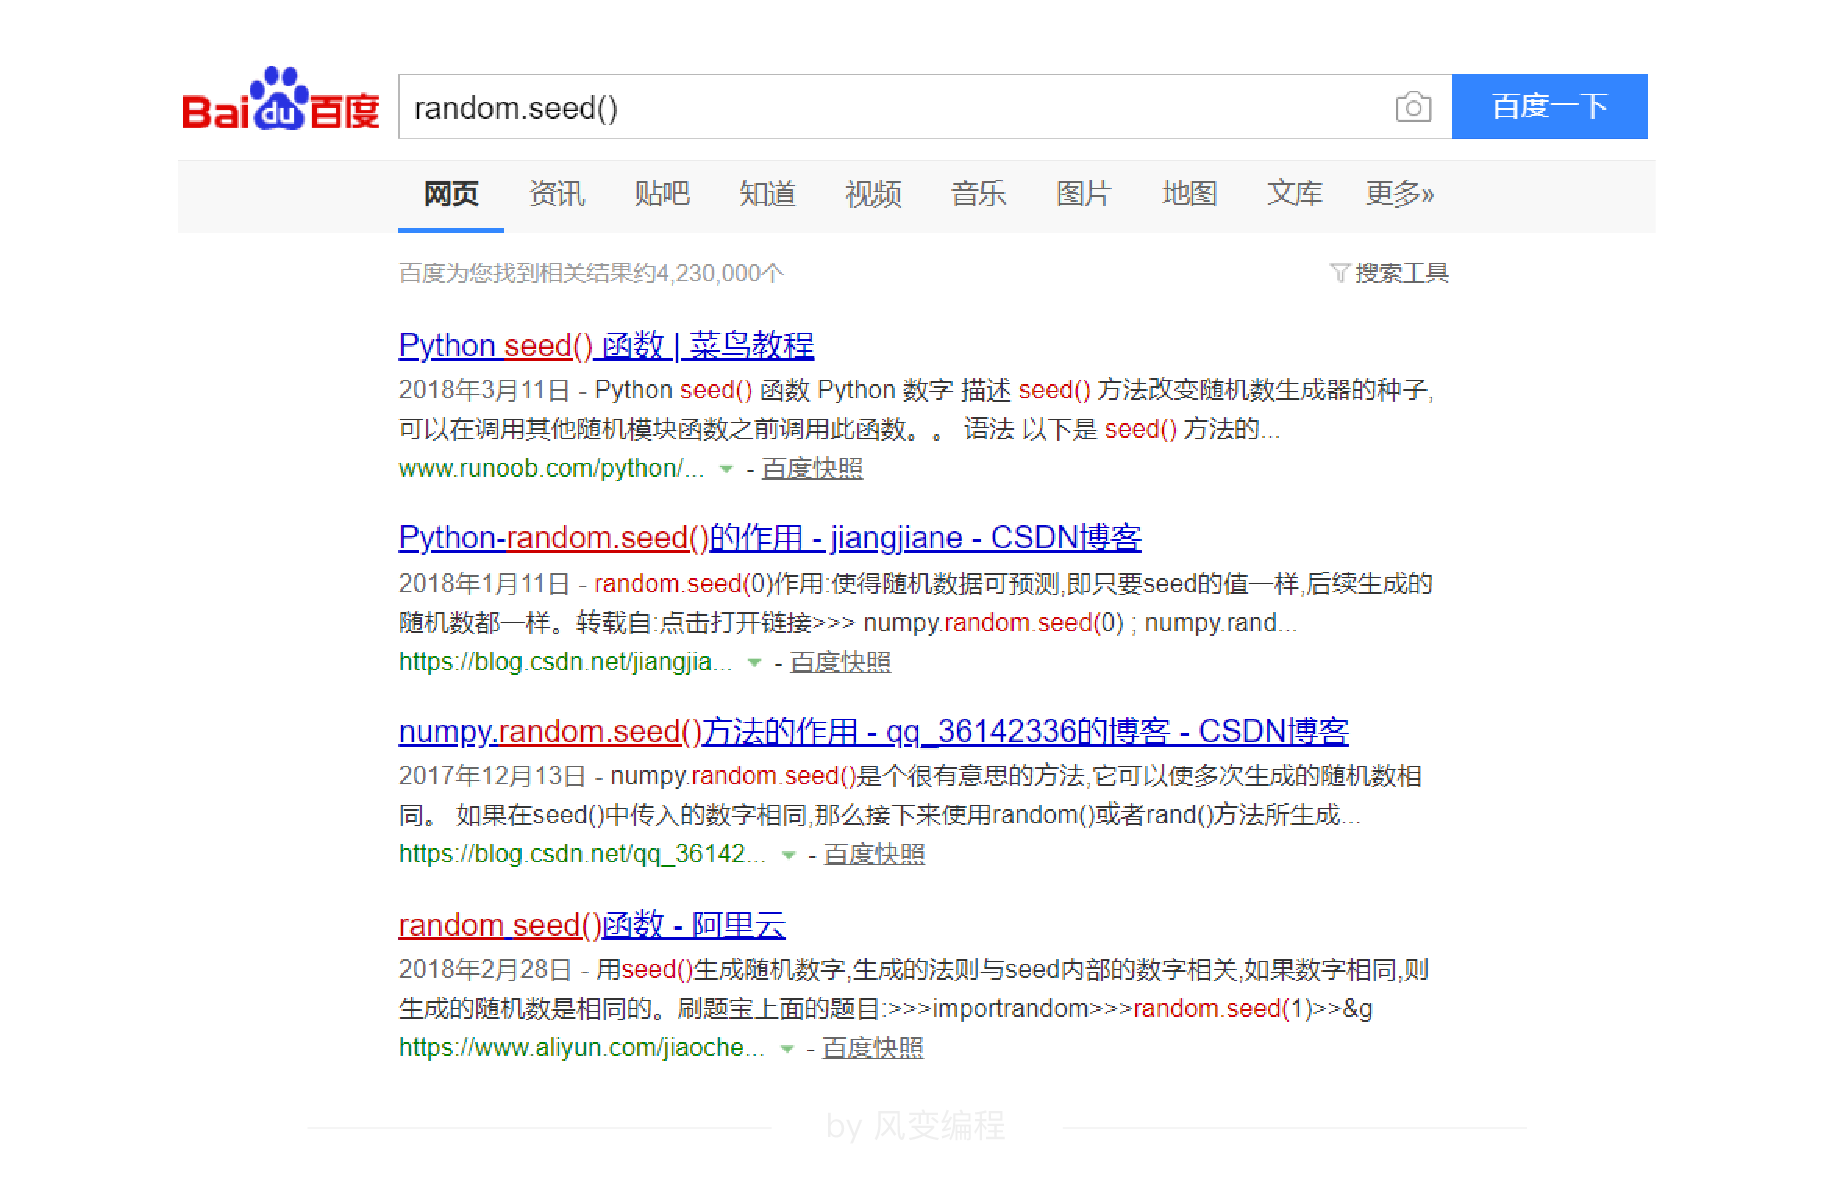 Bai du 百度
random.seed()
百度一下
网页 资讯 贴吧 知道 视频 音乐 图片 地图 文库 更多»
百度为您找到相关结果约4,230,000个
搜索工具
Python seed() 函数 | 菜鸟教程
2018年3月11日 - Python seed() 函数 Python 数字 描述 seed() 方法改变随机数生成器的种子,
可以在调用其他随机模块函数之前调用此函数。。 语法 以下是 seed() 方法的...
www.runoob.com/python/... - 百度快照
Python-random.seed()的作用 - jiangjiane - CSDN博客
2018年1月11日 - random.seed(0)作用:使得随机数据可预测,即只要seed的值一样,后续生成的
随机数都一样。转载自:点击打开链接>>> numpy.random.seed(0) ; numpy.rand...
https://blog.csdn.net/jiangjia... - 百度快照
numpy.random.seed()方法的作用 - qq_36142336的博客 - CSDN博客
2017年12月13日 - numpy.random.seed()是个很有意思的方法,它可以使多次生成的随机数相
同。 如果在seed()中传入的数字相同,那么接下来使用random()或者rand()方法所生成...
https://blog.csdn.net/qq_36142... - 百度快照
random seed()函数 - 阿里云
2018年2月28日 - 用seed()生成随机数字,生成的法则与seed内部的数字相关,如果数字相同,则
生成的随机数是相同的。刷题宝上面的题目:>>>importrandom>>>random.seed(1)>>&g
https://www.aliyun.com/jiaoche... - 百度快照
by 风变编程